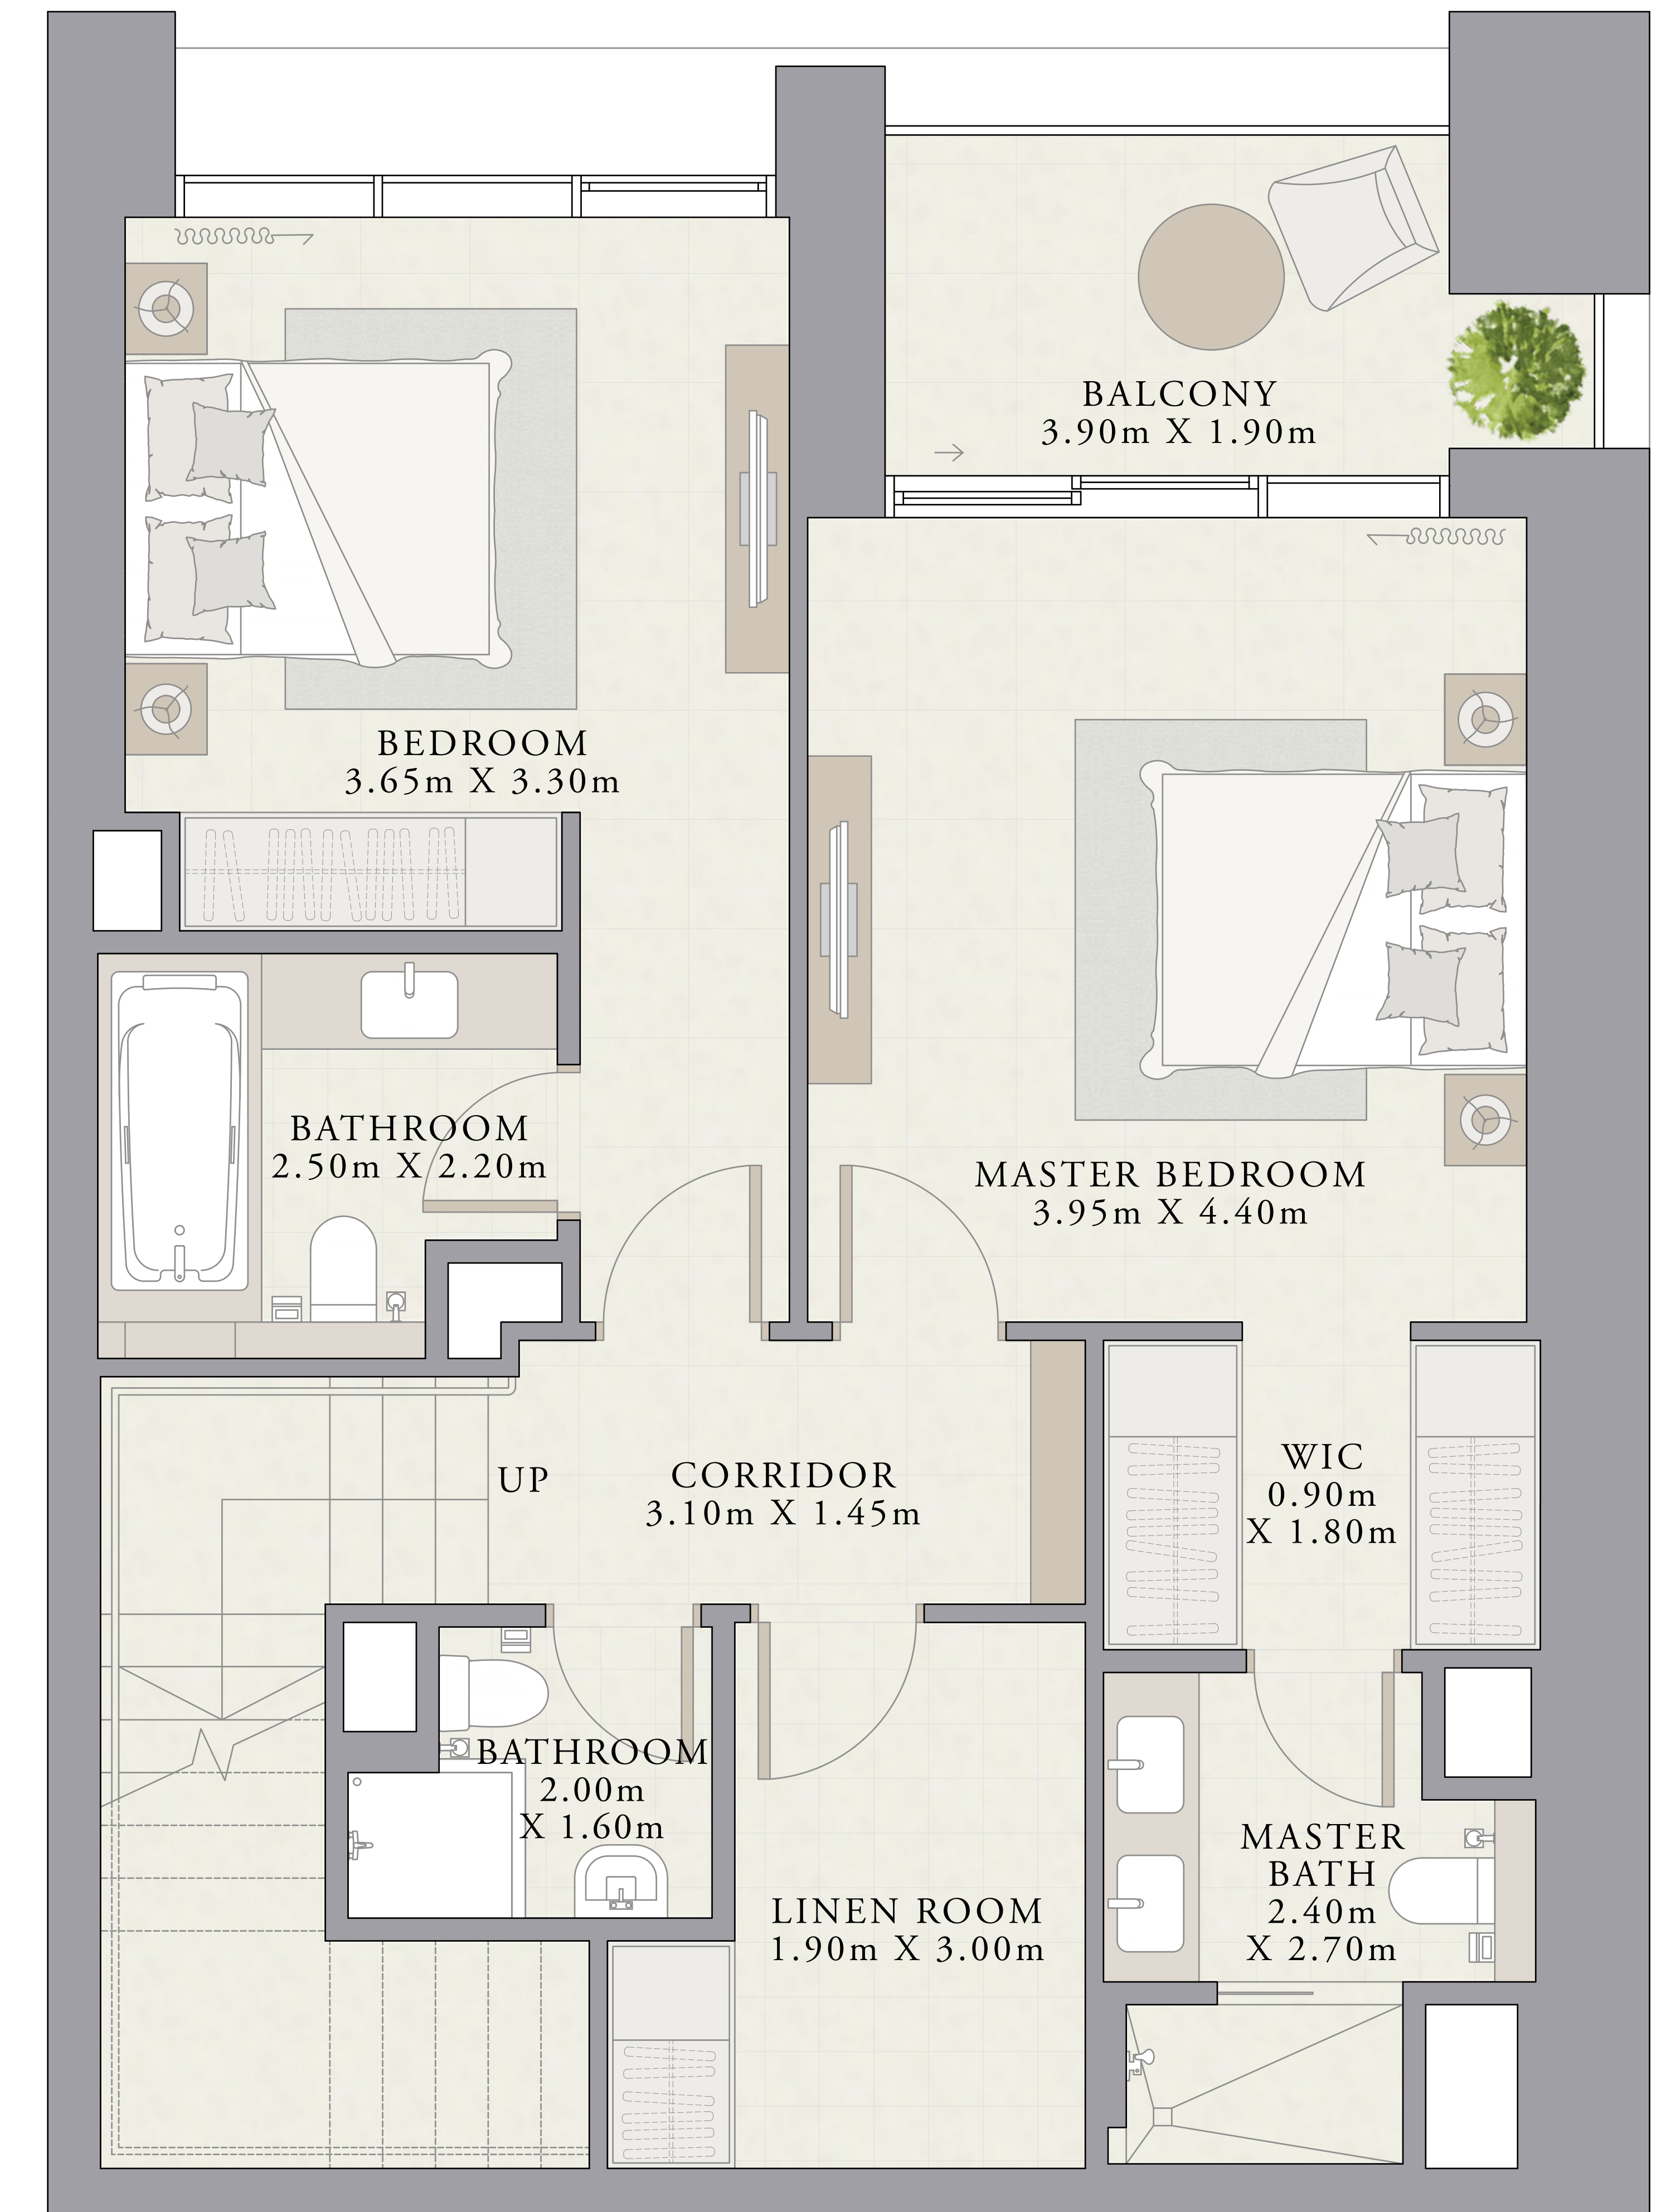 BALCONY
3.90m X 1.90m
BEDROOM
3.65m X 3.30m
BATHROOM
2.50m X 2.20m
MASTER BEDROOM
3.95m X 4.40m
UP
CORRIDOR
3.10m X 1.45m
WIC
0.90m
X 1.80m
BATHROOM
2.00m
X 1.60m
LINEN ROOM
1.90m X 3.00m
MASTER
BATH
2.40m
X 2.70m